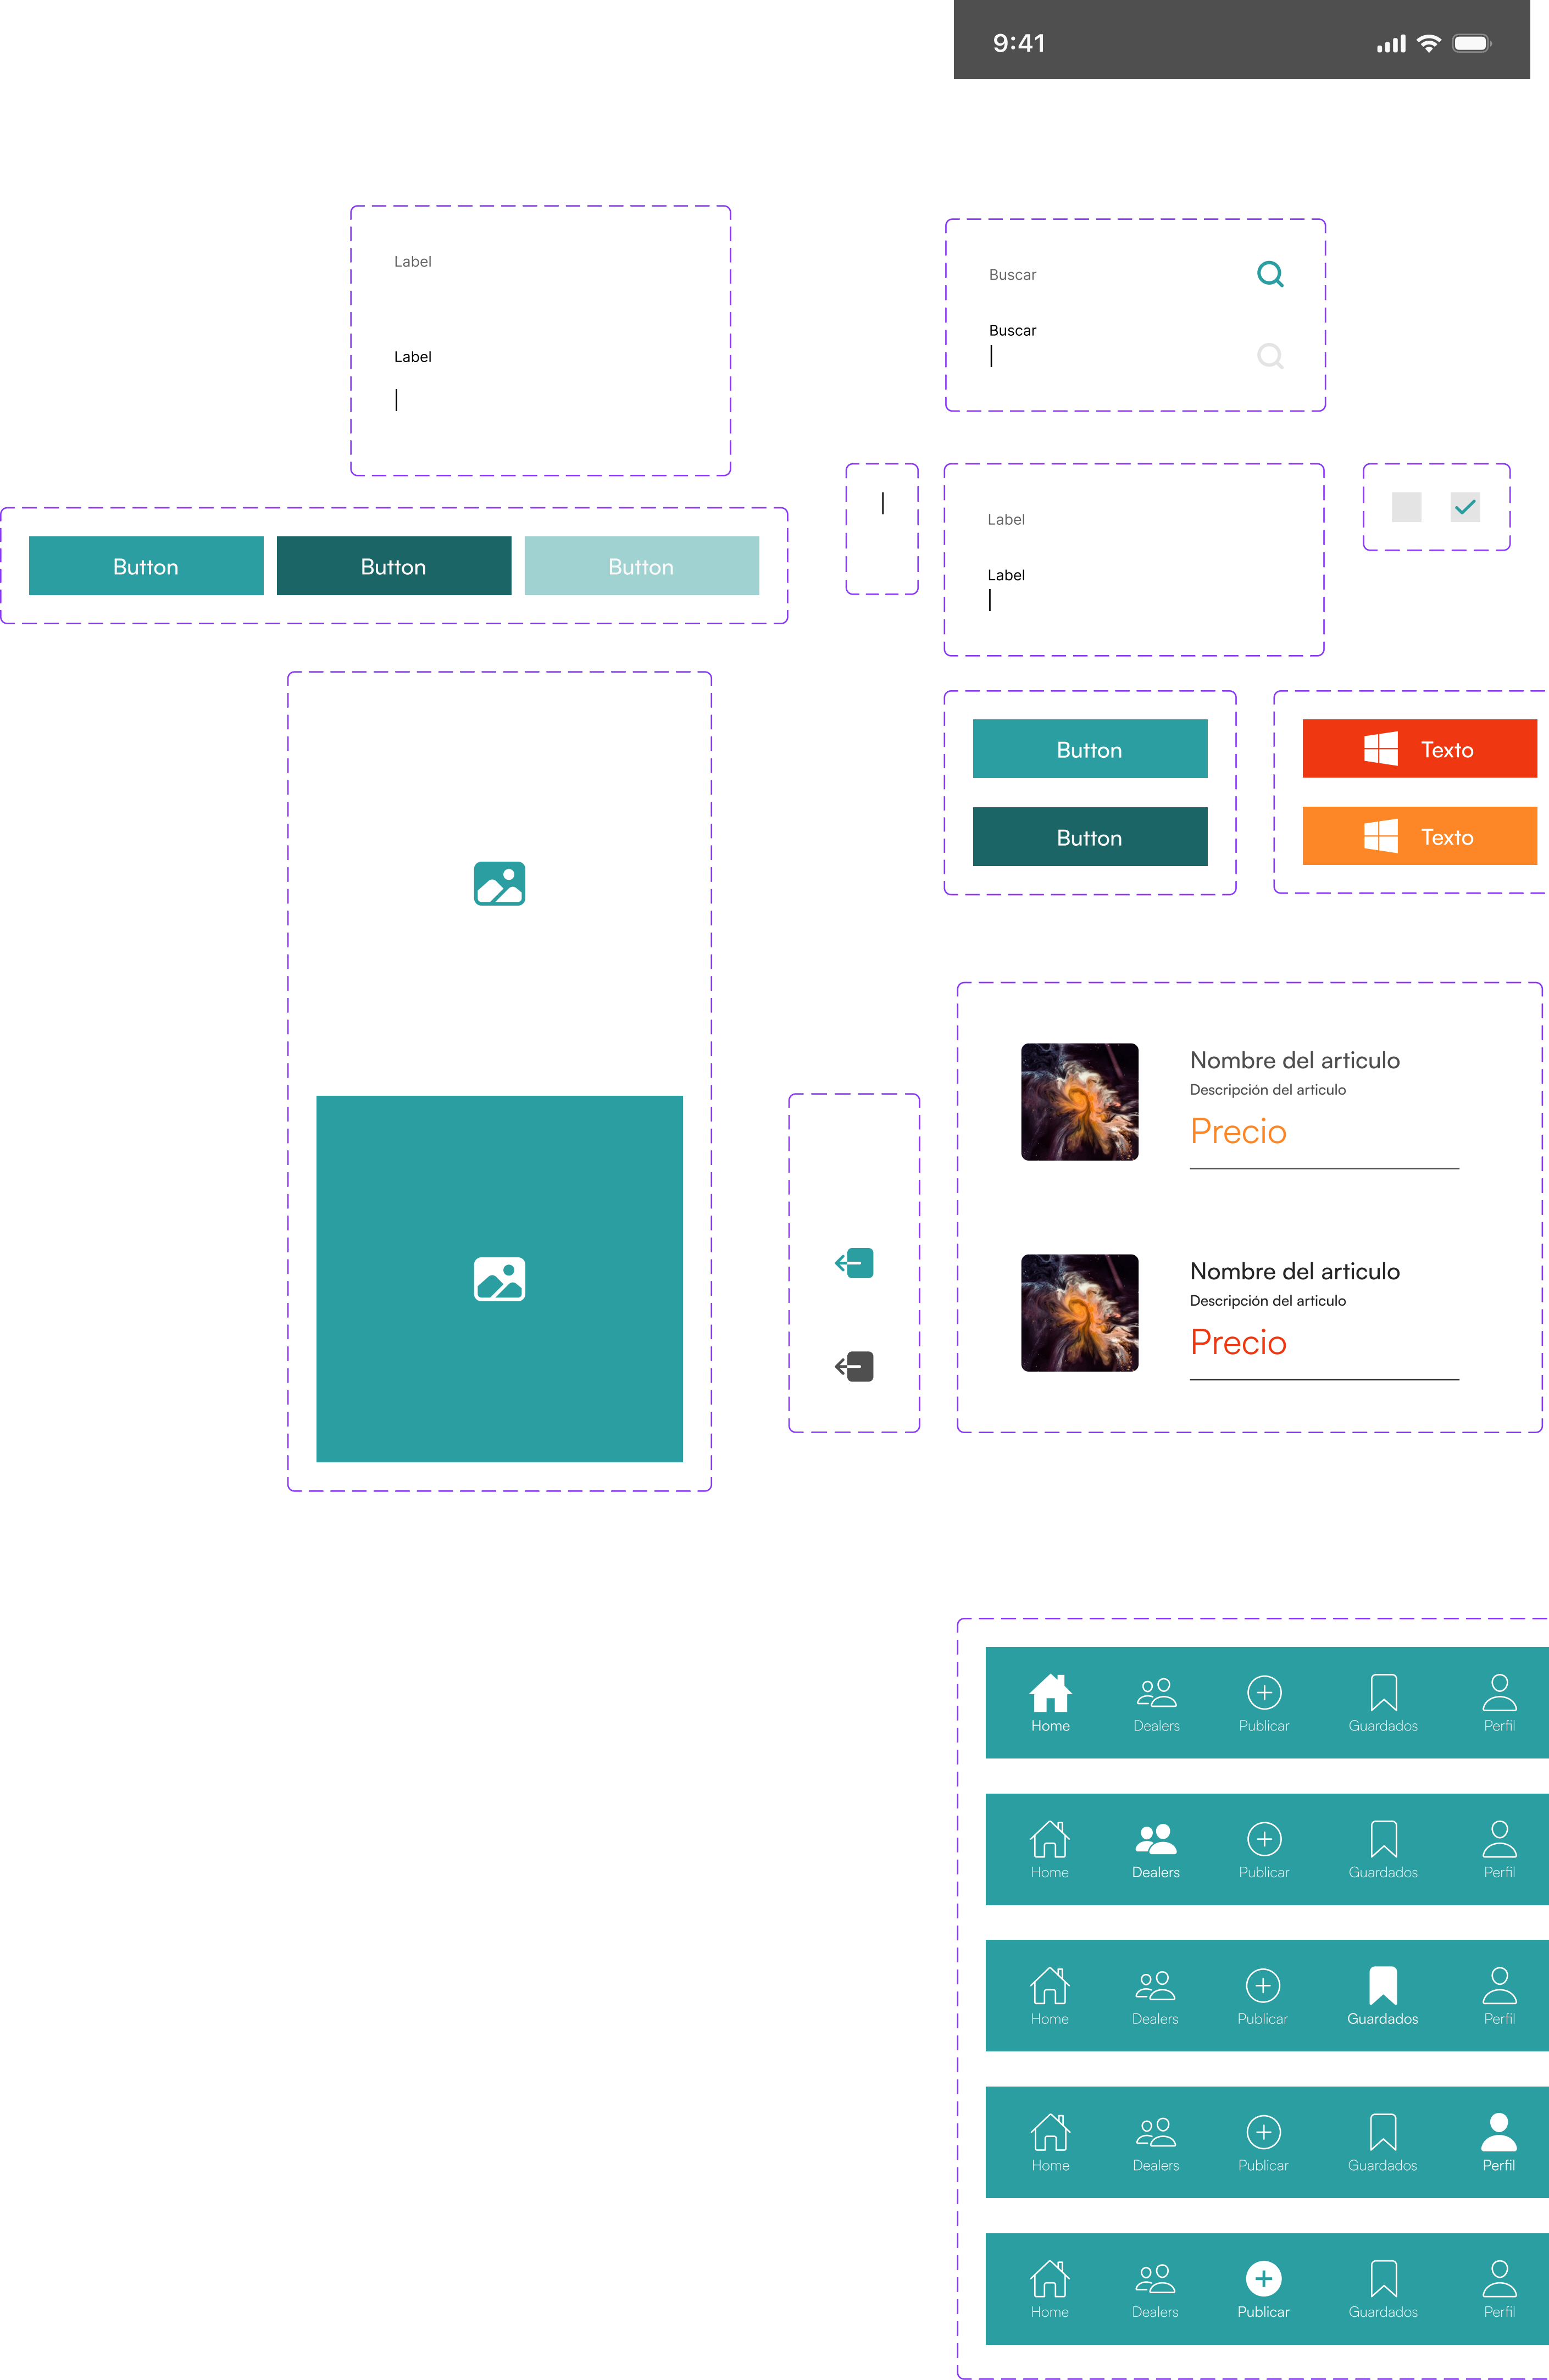 9:41
Label
Label
Buscar
Buscar
Button Button Button
Label
Label
Button
Button
Texto
Texto
Nombre del articulo
Descripción del articulo
Precio
Nombre del articulo
Descripción del articulo
Precio
Home Dealers Publicar Guardados Perfil
Home Dealers Publicar Guardados Perfil
Home Dealers Publicar Guardados Perfil
Home Dealers Publicar Guardados Perfil
Home Dealers Publicar Guardados Perfil